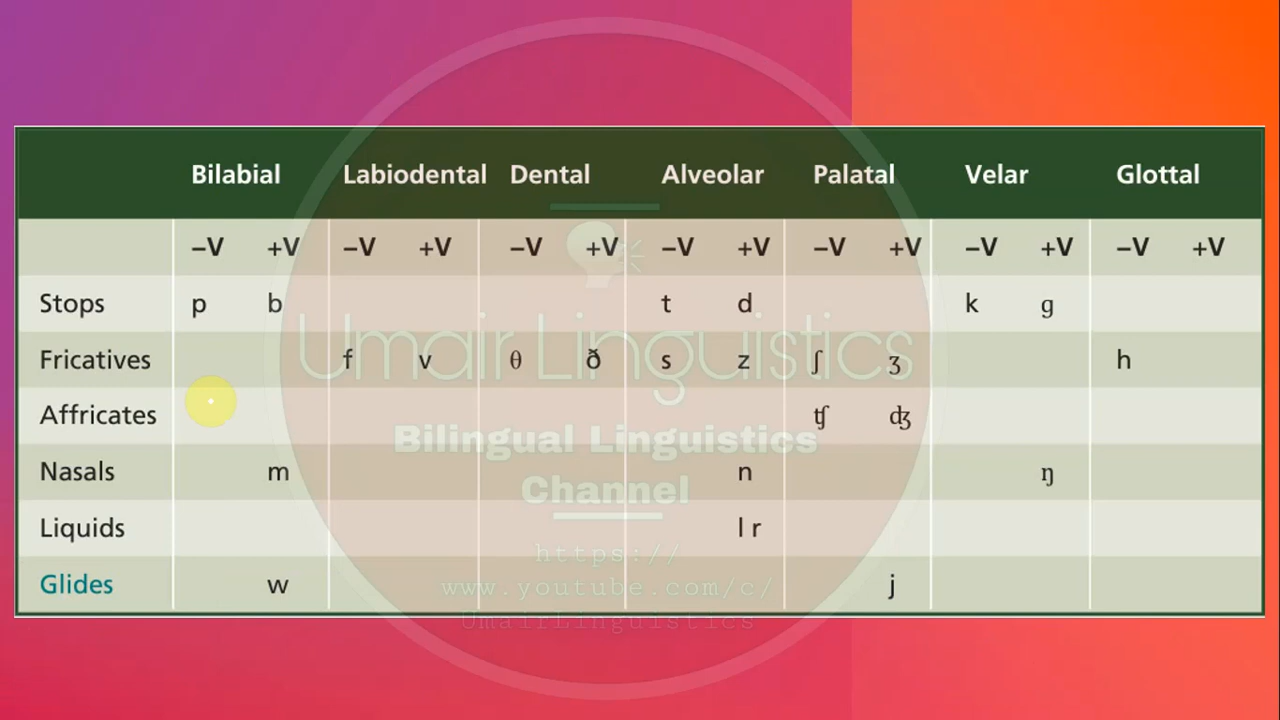 Bilabial Labiodental Dental Alveolar Palatal Velar Glottal
–V +V –V +V –V +V –V +V –V +V –V +V –V +V
Stops p b t d k ɡ
Fricatives f v θ ð s z ʃ ʒ h
Affricates ʧ ʤ
Nasals m n ŋ
Liquids l r
Glides w j
Umair Linguistics
Bilingual Linguistics
Channel
https://
www.youtube.com/c/
UmairLinguistics